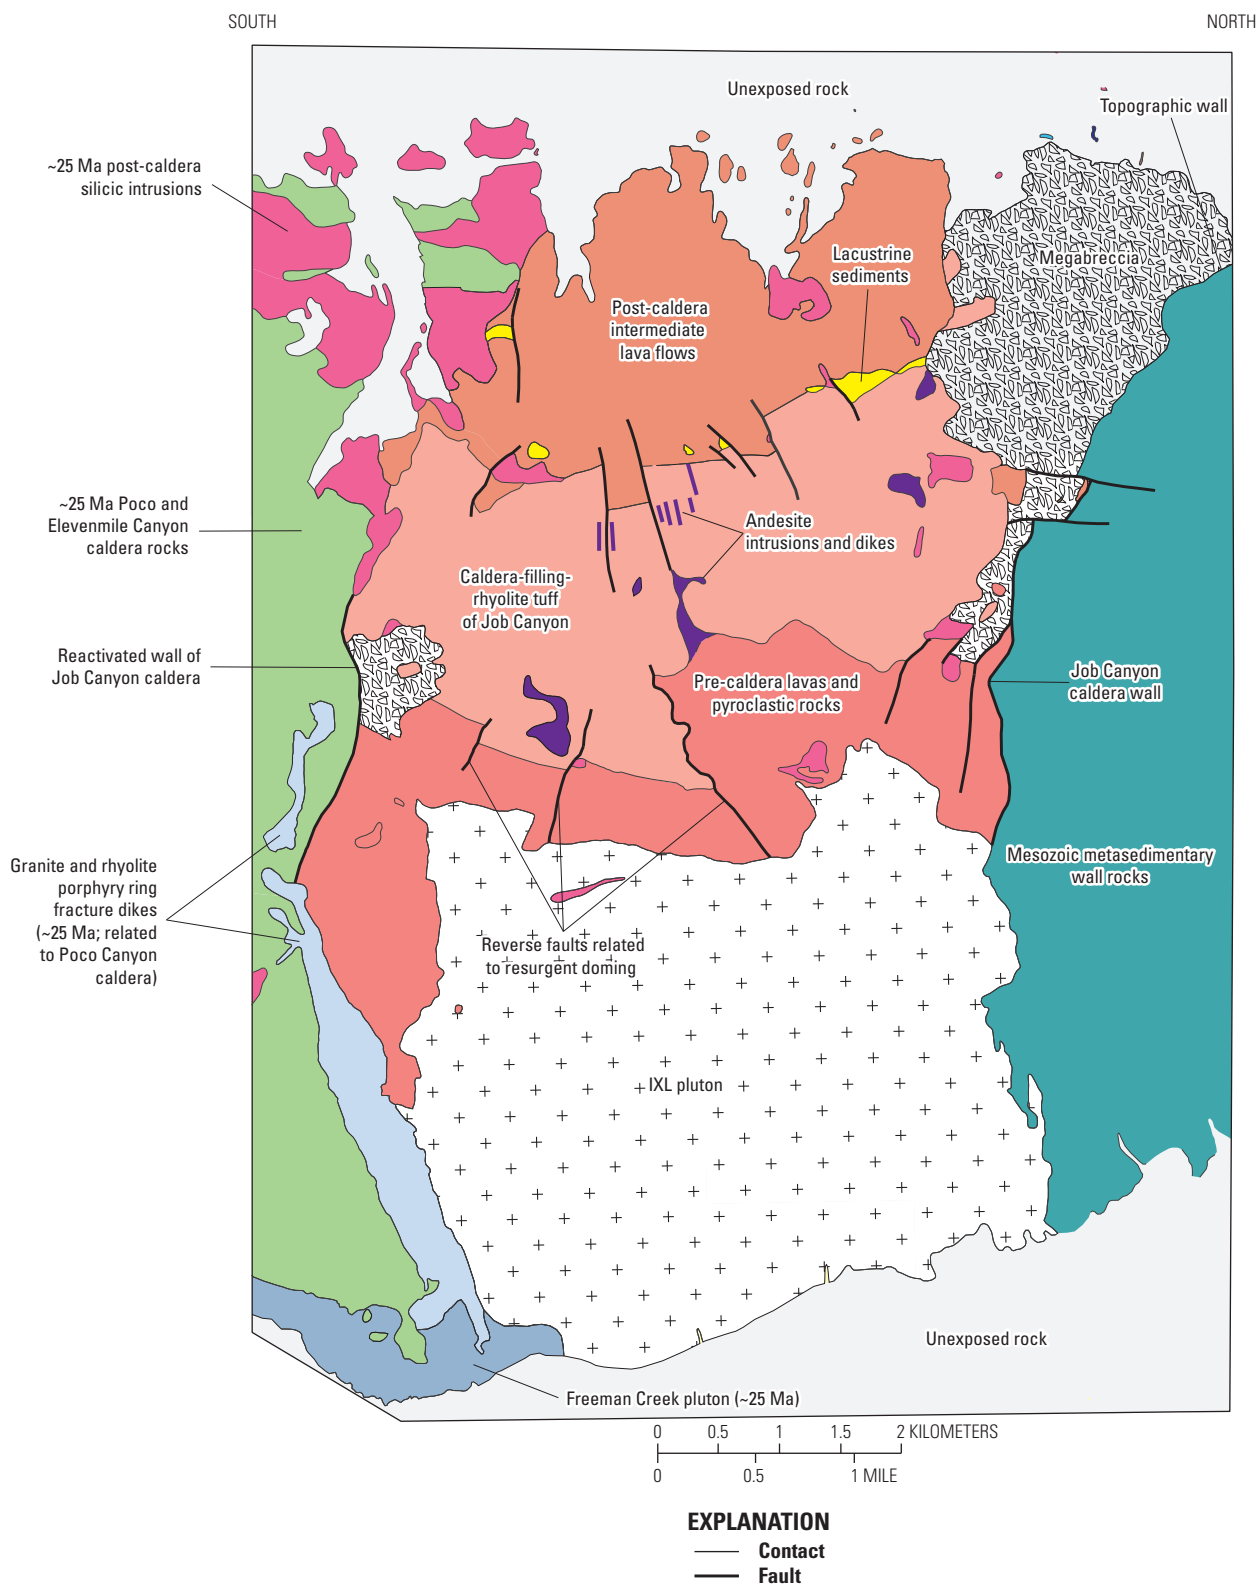 SOUTH
NORTH
Unexposed rock
Topographic wall
~25 Ma post-caldera
silicic intrusions
Megabreccia
Lacustrine
sediments
Post-caldera
intermediate
lava flows
~25 Ma Poco and
Elevenmile Canyon
caldera rocks
Andesite
intrusions and dikes
Caldera-filling-
rhyolite tuff
of Job Canyon
Reactivated wall of
Job Canyon caldera
Pre-caldera lavas and
pyroclastic rocks
Job Canyon
caldera wall
Granite and rhyolite
porphyry ring
fracture dikes
(~25 Ma; related
to Poco Canyon
caldera)
Mesozoic metasedimentary
wall rocks
Reverse faults related
to resurgent doming
IXL pluton
Unexposed rock
Freeman Creek pluton (~25 Ma)
0 0.5 1 1.5 2 KILOMETERS
0 0.5 1 MILE
EXPLANATION
Contact
Fault